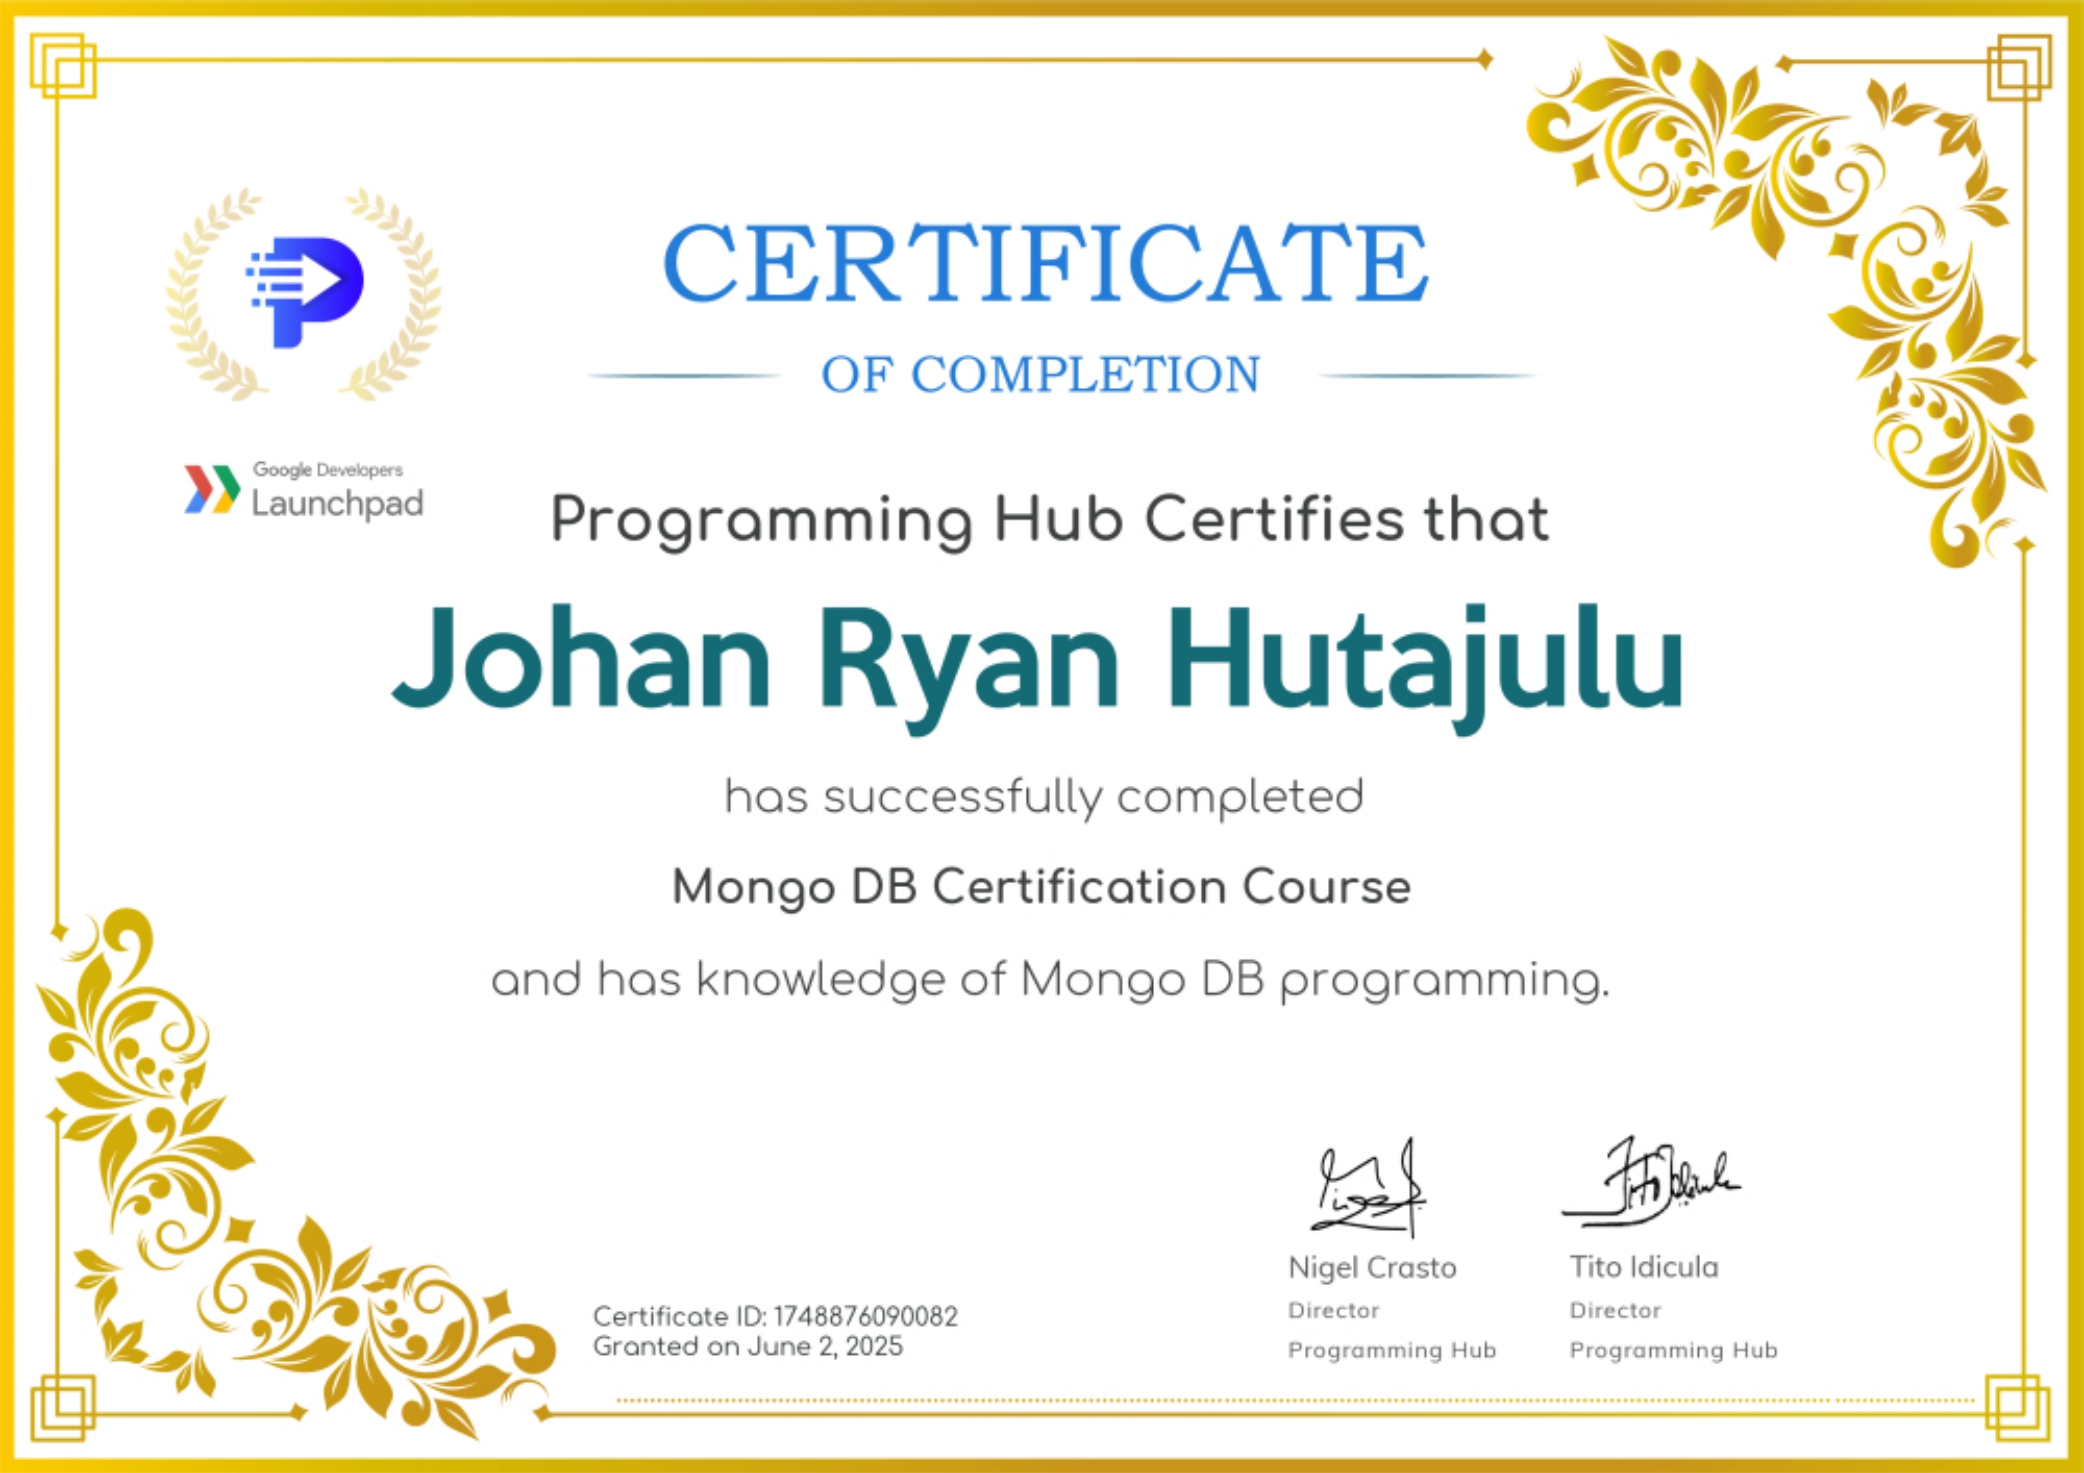 CERTIFICATE
OF COMPLETION
Google Developers
Launchpad
Programming Hub Certifies that
Johan Ryan Hutajulu
has successfully completed
Mongo DB Certification Course
and has knowledge of Mongo DB programming.
Certificate ID: 1748876090082
Granted on June 2, 2025
Nigel Crasto
Director
Programming Hub
Tito Idicula
Director
Programming Hub